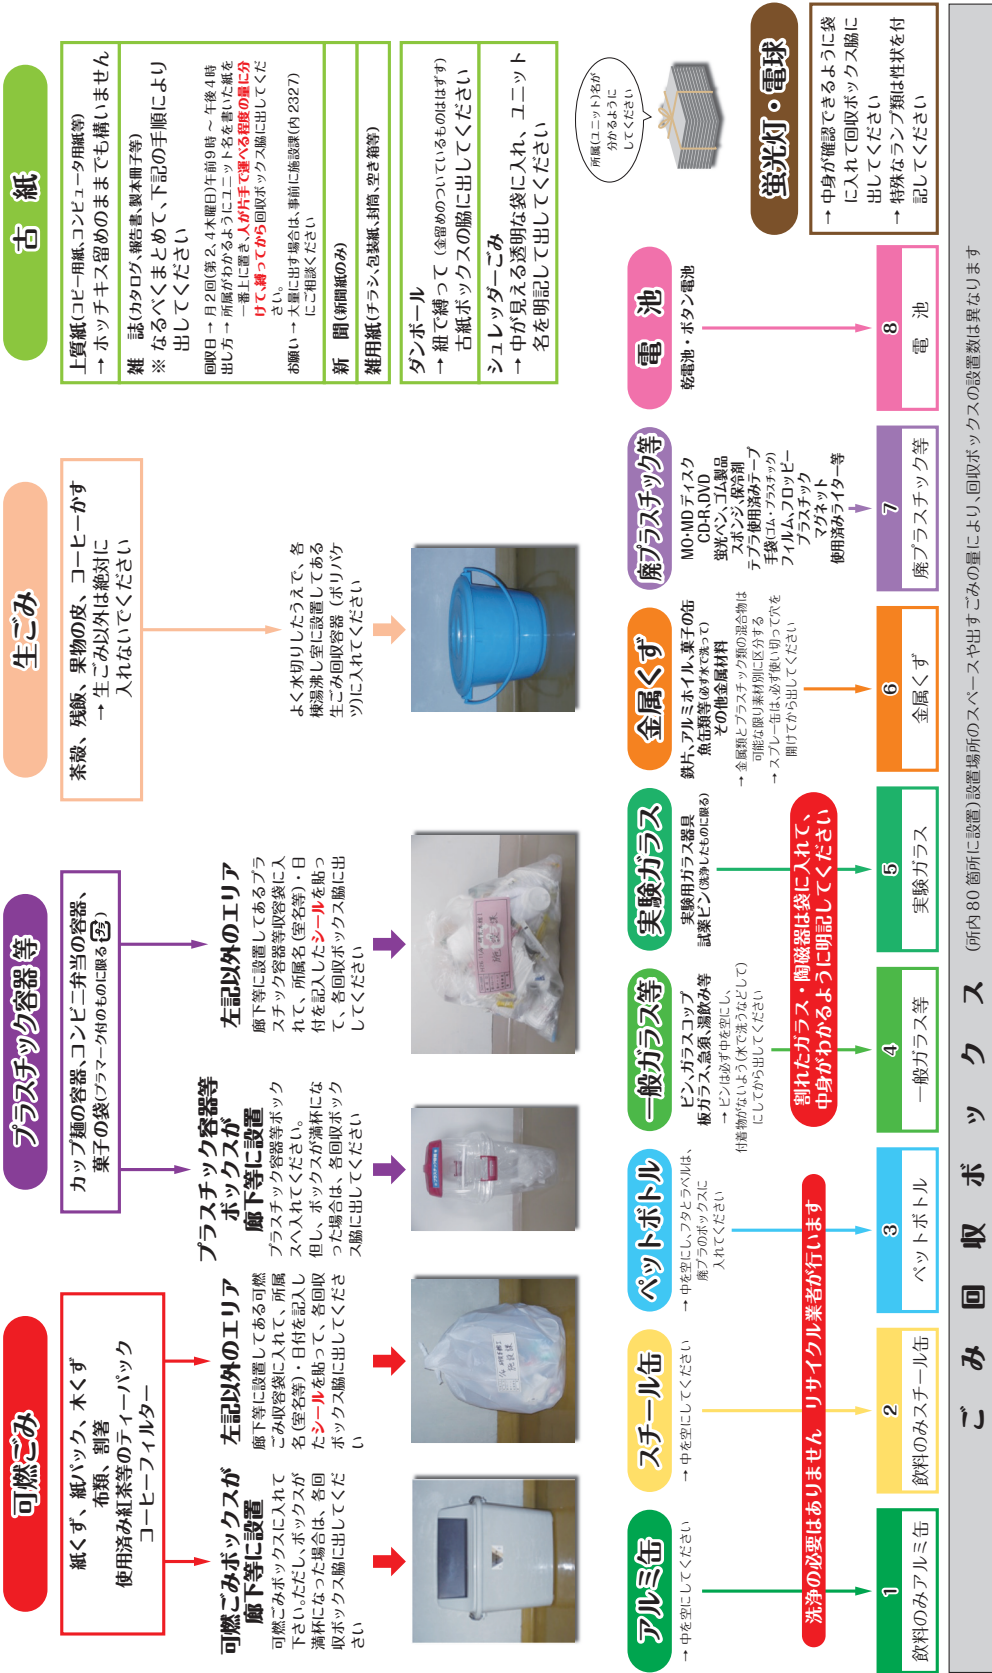 可燃ごみ
紙くず、紙パック、木くず
布類、割箸
使用済み紅茶等のティーパック
コーヒーフィルター
可燃ごみボックスが
廊下等に設置
可燃ごみボックスに入れて
下さい。ただし、ボックスが
満杯になった場合は、各回
収ボックス脇に出してくだ
さい
左記以外のエリア
廊下等に設置してある可燃
ごみ収容袋に入れて、所属
名(室名等)・日付を記入し
たシールを貼って、各回収
ボックス脇に出してくださ
い
プラスチック容器等
カップ麺の容器、コンビニ弁当の容器、
菓子の袋(プラマーク付のものに限る プラ)
プラスチック容器等
ボックスが
廊下等に設置
プラスチック容器等ボック
スへ入れてください。
但し、ボックスが満杯にな
った場合は、各回収ボック
ス脇に出してください
左記以外のエリア
廊下等に設置してあるプラ
スチック容器等収容袋に入
れて、所属名(室名等)・日
付を記入したシールを貼っ
て、各回収ボックス脇に出
してください
生ごみ
茶殻、残飯、果物の皮、コーヒーかす
→ 生ごみ以外は絶対に
入れないでください
よく水切りしたうえで、各
棟湯沸し室に設置してある
生ごみ回収容器(ポリバケ
ツ)に入れてください
古紙
上質紙(コピー用紙、コンピュータ用紙等)
→ ホッチキス留めのままでも構いません
雑 誌(カタログ、報告書、製本冊子等)
※ なるべくまとめて、下記の手順により
出してください
回収日 → 月2回(第2、4木曜日)午前9時~午後4時
出し方 → 所属がわかるようにユニット名を書いた紙を
一番上に置き、人が片手で運べる程度の量に分
けて、縛ってから回収ボックス脇に出してくだ
さい。
お願い → 大量に出す場合は、事前に施設課(内2327)
にご相談ください
新 聞(新聞紙のみ)
雑用紙(チラシ、包装紙、封筒、空き箱等)
ダンボール
→ 紐で縛って(金留めのついているものははずす)
古紙ボックスの脇に出してください
シュレッダーごみ
→ 中が見える透明な袋に入れ、ユニット
名を明記して出してください
所属(ユニット)名が
分かるように
してください
アルミ缶
→ 中を空にしてください
スチール缶
→ 中を空にしてください
ペットボトル
→ 中を空にし、フタとラベルは、
廃プラのボックスに
入れてください
洗浄の必要はありません リサイクル業者が行います
一般ガラス等
ビン、ガラスコップ
板ガラス、急須、湯飲み等
→ ビンは必ず中を空にし、
付着物がないよう(水で洗うなどして)
にしてから出してください
実験ガラス
実験用ガラス器具
試薬ビン(洗浄したものに限る)
割れたガラス・陶磁器は袋に入れて、
中身がわかるように明記してください
金属くず
鉄片、アルミホイル、菓子の缶
魚缶類等(必ず水で洗って)
その他金属材料
→ 金属類とプラスチック類の混合物は
可能な限り素材別に区分する
→ スプレー缶は、必ず使い切って穴を
開けてから出してください
廃プラスチック等
MO・MDディスク
CD-R、DVD
蛍光ペン、ゴム製品
スポンジ、保冷剤
テプラ使用済みテープ
手袋(ゴム・プラスチック)
フィルム、フロッピー
プラスチック
マグネット
使用済みライター等
電池
乾電池・ボタン電池
蛍光灯・電球
→ 中身が確認できるように袋
に入れて回収ボックス脇に
出してください
→ 特殊なランプ類は性状を付
記してください
1
飲料のみアルミ缶
2
飲料のみスチール缶
3
ペットボトル
4
一般ガラス等
5
実験ガラス
6
金属くず
7
廃プラスチック等
8
電 池
ごみ回収ボックス
(所内80箇所に設置)設置場所のスペースや出すごみの量により、回収ボックスの設置数は異なります